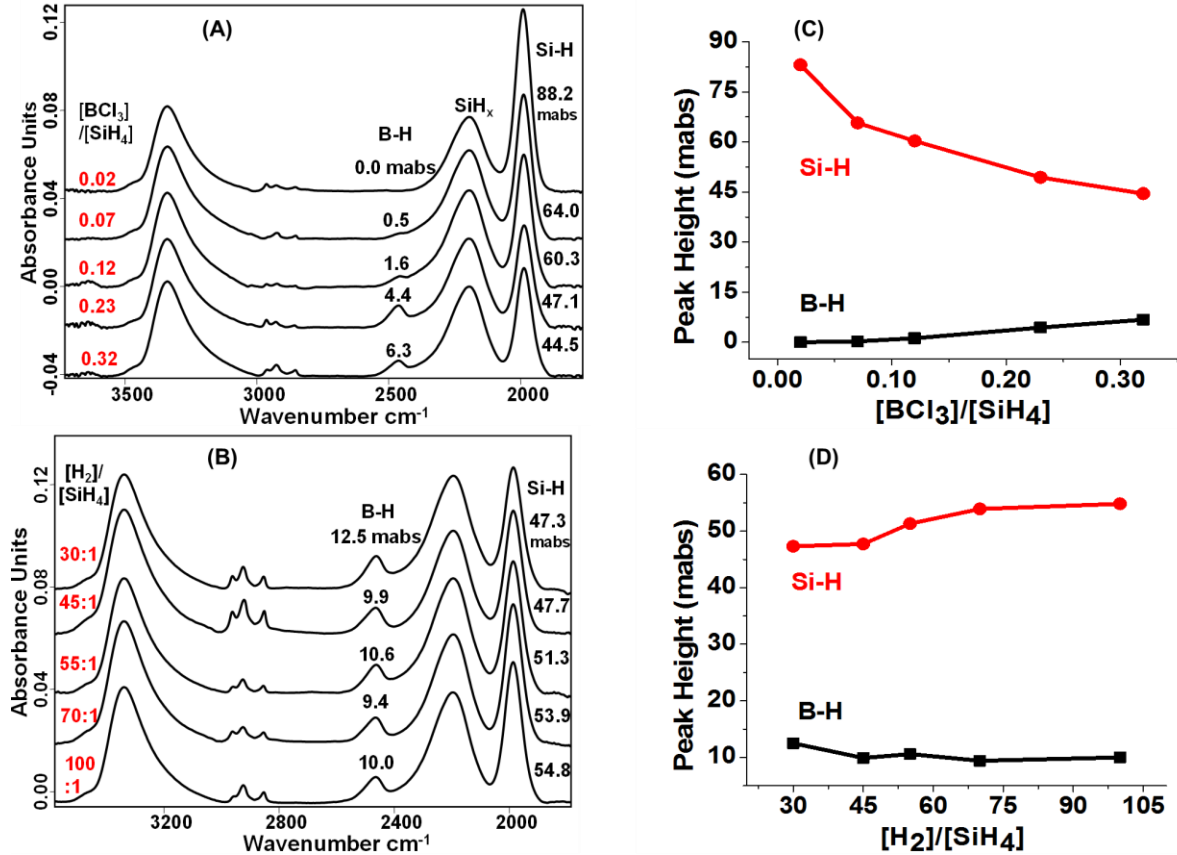 (A)
Si-H
[BCl₃]
/[SiH₄]
SiHₓ
88.2
mabs
B-H
0.0 mabs
0.02
0.07
0.5
64.0
0.12
1.6
60.3
0.23
4.4
47.1
0.32
6.3
44.5
Absorbance Units
0.12
0.08
0.04
0.00
-0.04
3500
3000
2500
2000
Wavenumber cm⁻¹
(C)
Peak Height (mabs)
90
75
60
45
30
15
0
Si-H
B-H
0.00
0.10
0.20
0.30
[BCl₃]/[SiH₄]
(B)
[H₂]/
[SiH₄]
Si-H
B-H
47.3
mabs
12.5 mabs
30:1
45:1
9.9
47.7
55:1
10.6
51.3
70:1
9.4
53.9
100
:1
10.0
54.8
Absorbance Units
0.12
0.08
0.04
0.00
3200
2800
2400
2000
Wavenumber cm⁻¹
(D)
Peak Height (mabs)
60
50
40
30
20
10
Si-H
B-H
30
45
60
75
90
105
[H₂]/[SiH₄]